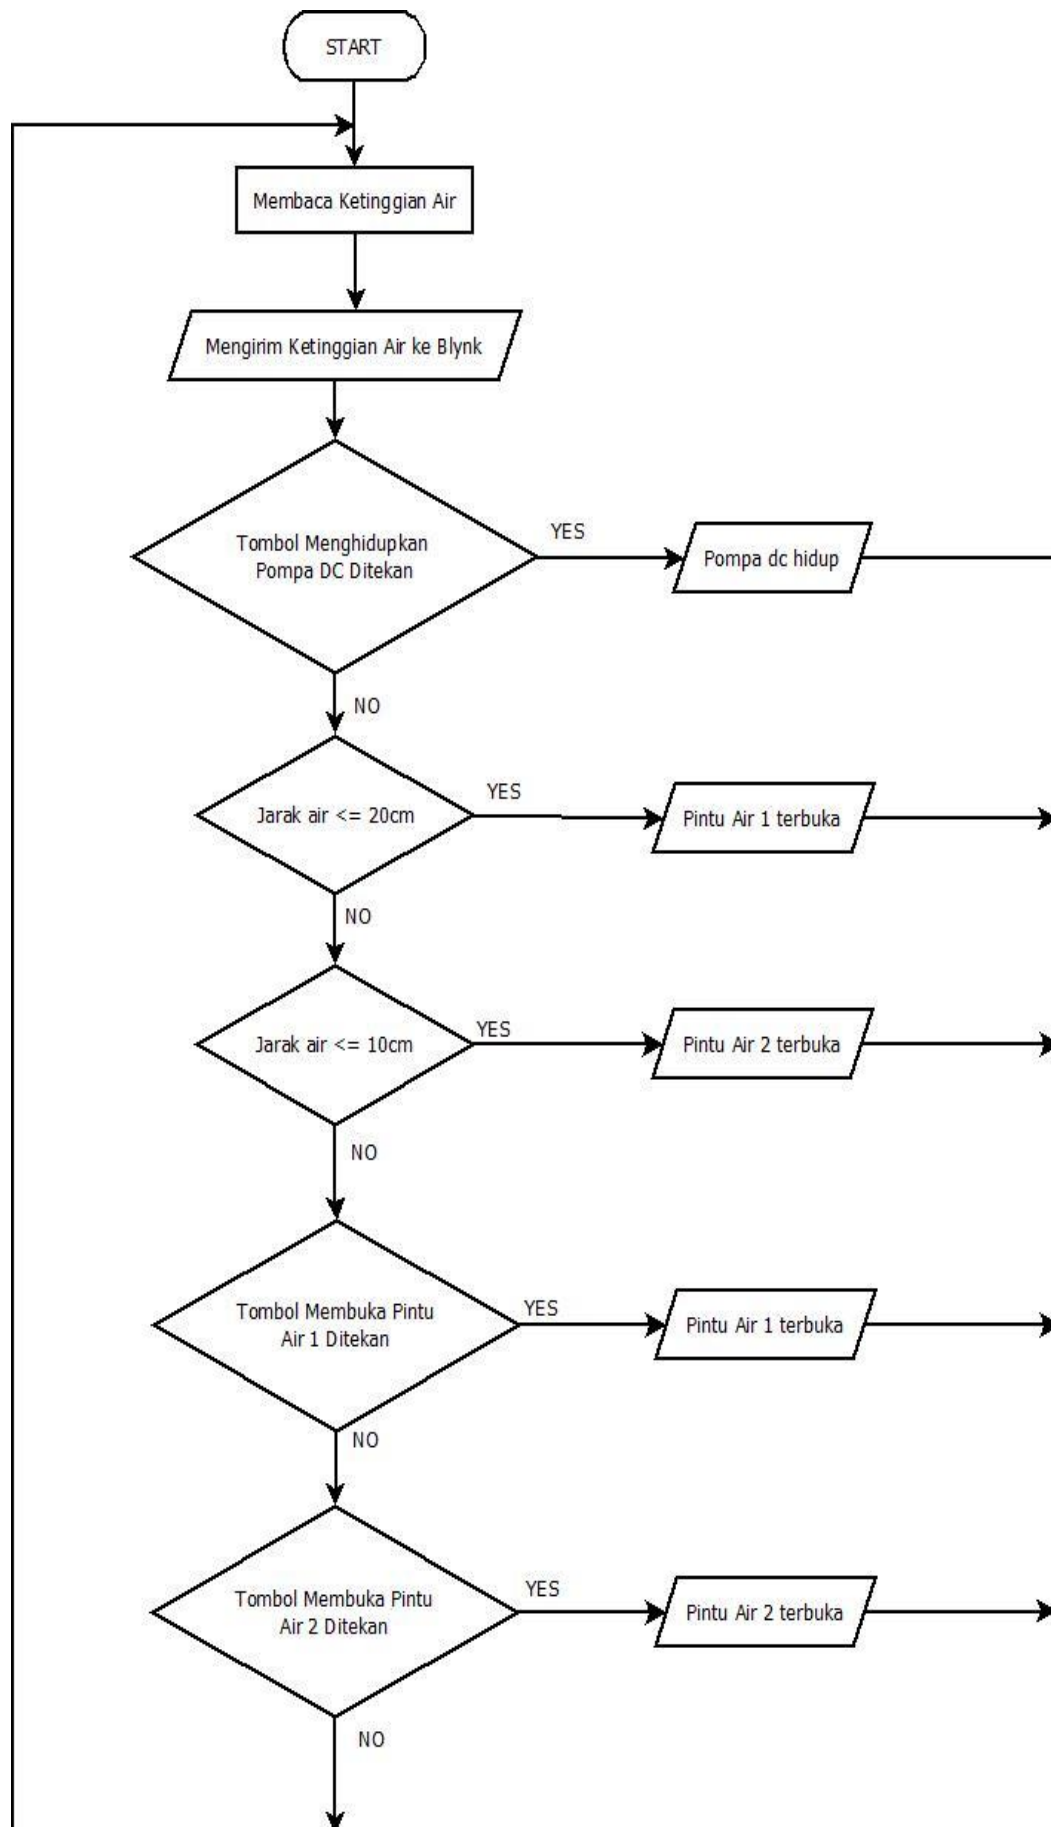 START
Membaca Ketinggian Air
Mengirim Ketinggian Air ke Blynk
Tombol Menghidupkan
Pompa DC Ditekan
YES
Pompa dc hidup
NO
Jarak air <= 20cm
YES
Pintu Air 1 terbuka
NO
Jarak air <= 10cm
YES
Pintu Air 2 terbuka
NO
Tombol Membuka Pintu
Air 1 Ditekan
YES
Pintu Air 1 terbuka
NO
Tombol Membuka Pintu
Air 2 Ditekan
YES
Pintu Air 2 terbuka
NO